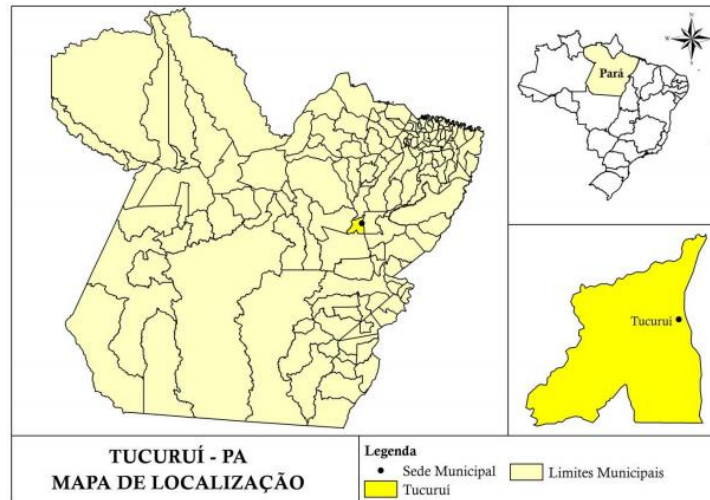 Pará
Tucuruí
TUCURUÍ - PA
MAPA DE LOCALIZAÇÃO
Legenda
Sede Municipal
Tucuruí
Limites Municipais